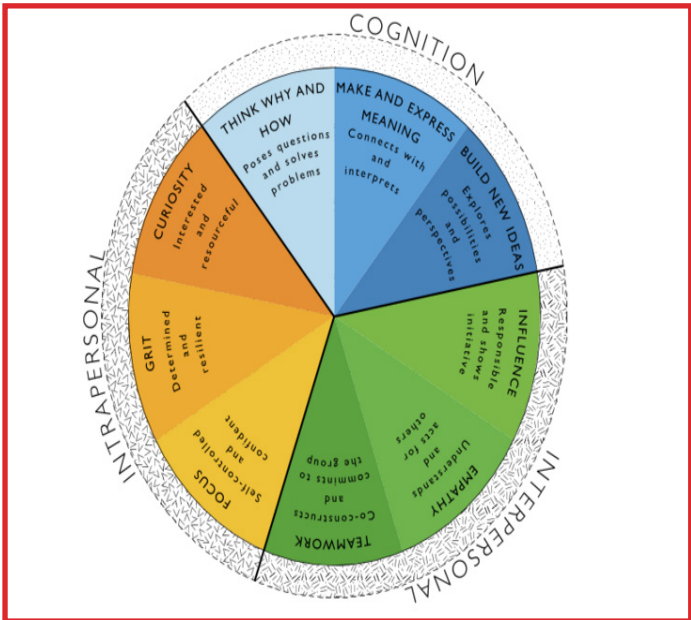 COGNITION
THINK WHY AND
HOW
Poses questions
and solves
problems
MAKE AND EXPRESS
MEANING
Connects with
and
interprets
BUILD NEW IDEAS
Explores
possibilities
and
perspectives
INFLUENCE
Responsible
and shows
initiative
EMPATHY
Understands
and
acts for
others
TEAMWORK
Co-constructs
and
commints to
the group
INTERPERSONAL
FOCUS
Self-controlled
and
confident
GRIT
Determined
and
resilient
CURIOSITY
Interested
and
resourceful
INTRAPERSONAL